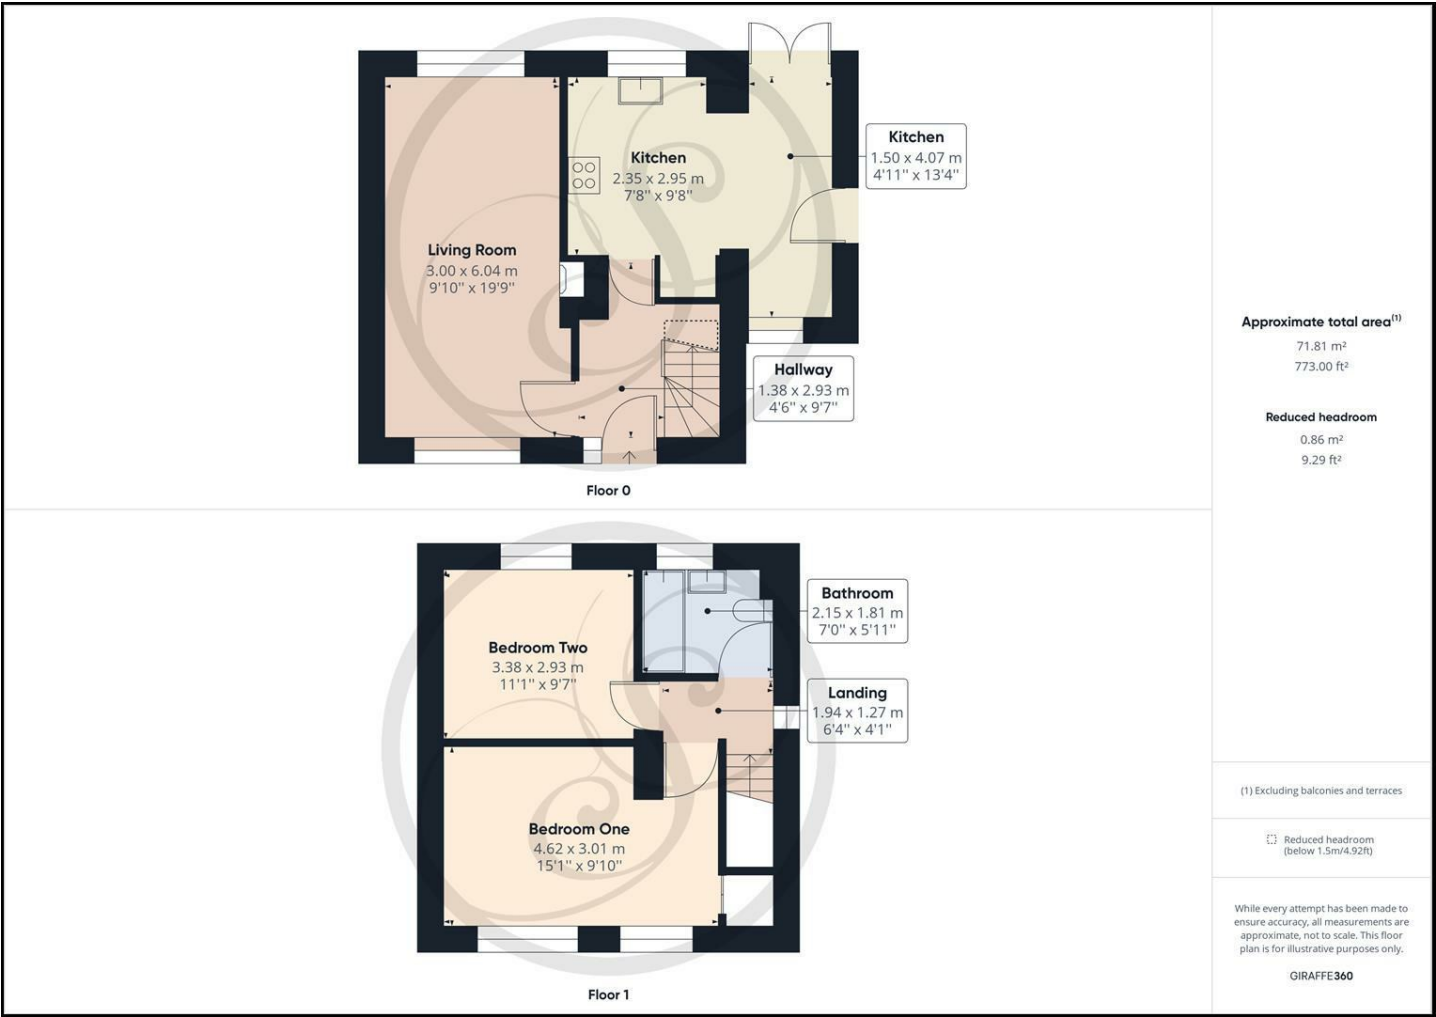 Kitchen
1.50 x 4.07 m
4'11'' x 13'4''
Kitchen
2.35 x 2.95 m
7'8'' x 9'8''
Living Room
3.00 x 6.04 m
9'10'' x 19'9''
Hallway
1.38 x 2.93 m
4'6'' x 9'7''
Floor 0
Bathroom
2.15 x 1.81 m
7'0'' x 5'11''
Bedroom Two
3.38 x 2.93 m
11'1'' x 9'7''
Landing
1.94 x 1.27 m
6'4'' x 4'1''
Bedroom One
4.62 x 3.01 m
15'1'' x 9'10''
Floor 1
Approximate total area(1)
71.81 m²
773.00 ft²
Reduced headroom
0.86 m²
9.29 ft²
(1) Excluding balconies and terraces
Reduced headroom
(below 1.5m/4.92ft)
While every attempt has been made to
ensure accuracy, all measurements are
approximate, not to scale. This floor
plan is for illustrative purposes only.
GIRAFFE360